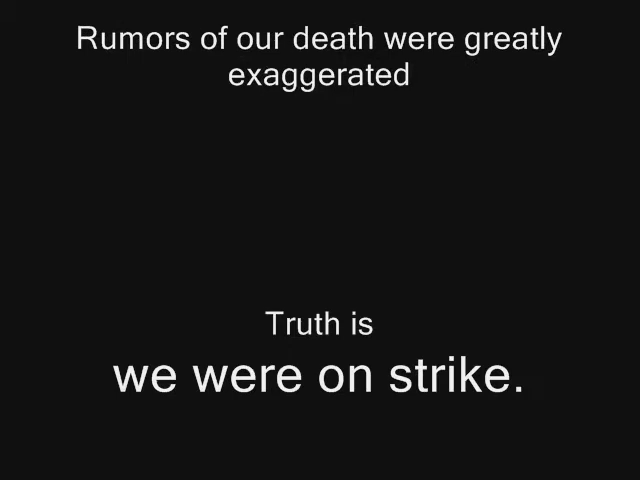 Rumors of our death were greatly
exaggerated
Truth is
we were on strike.